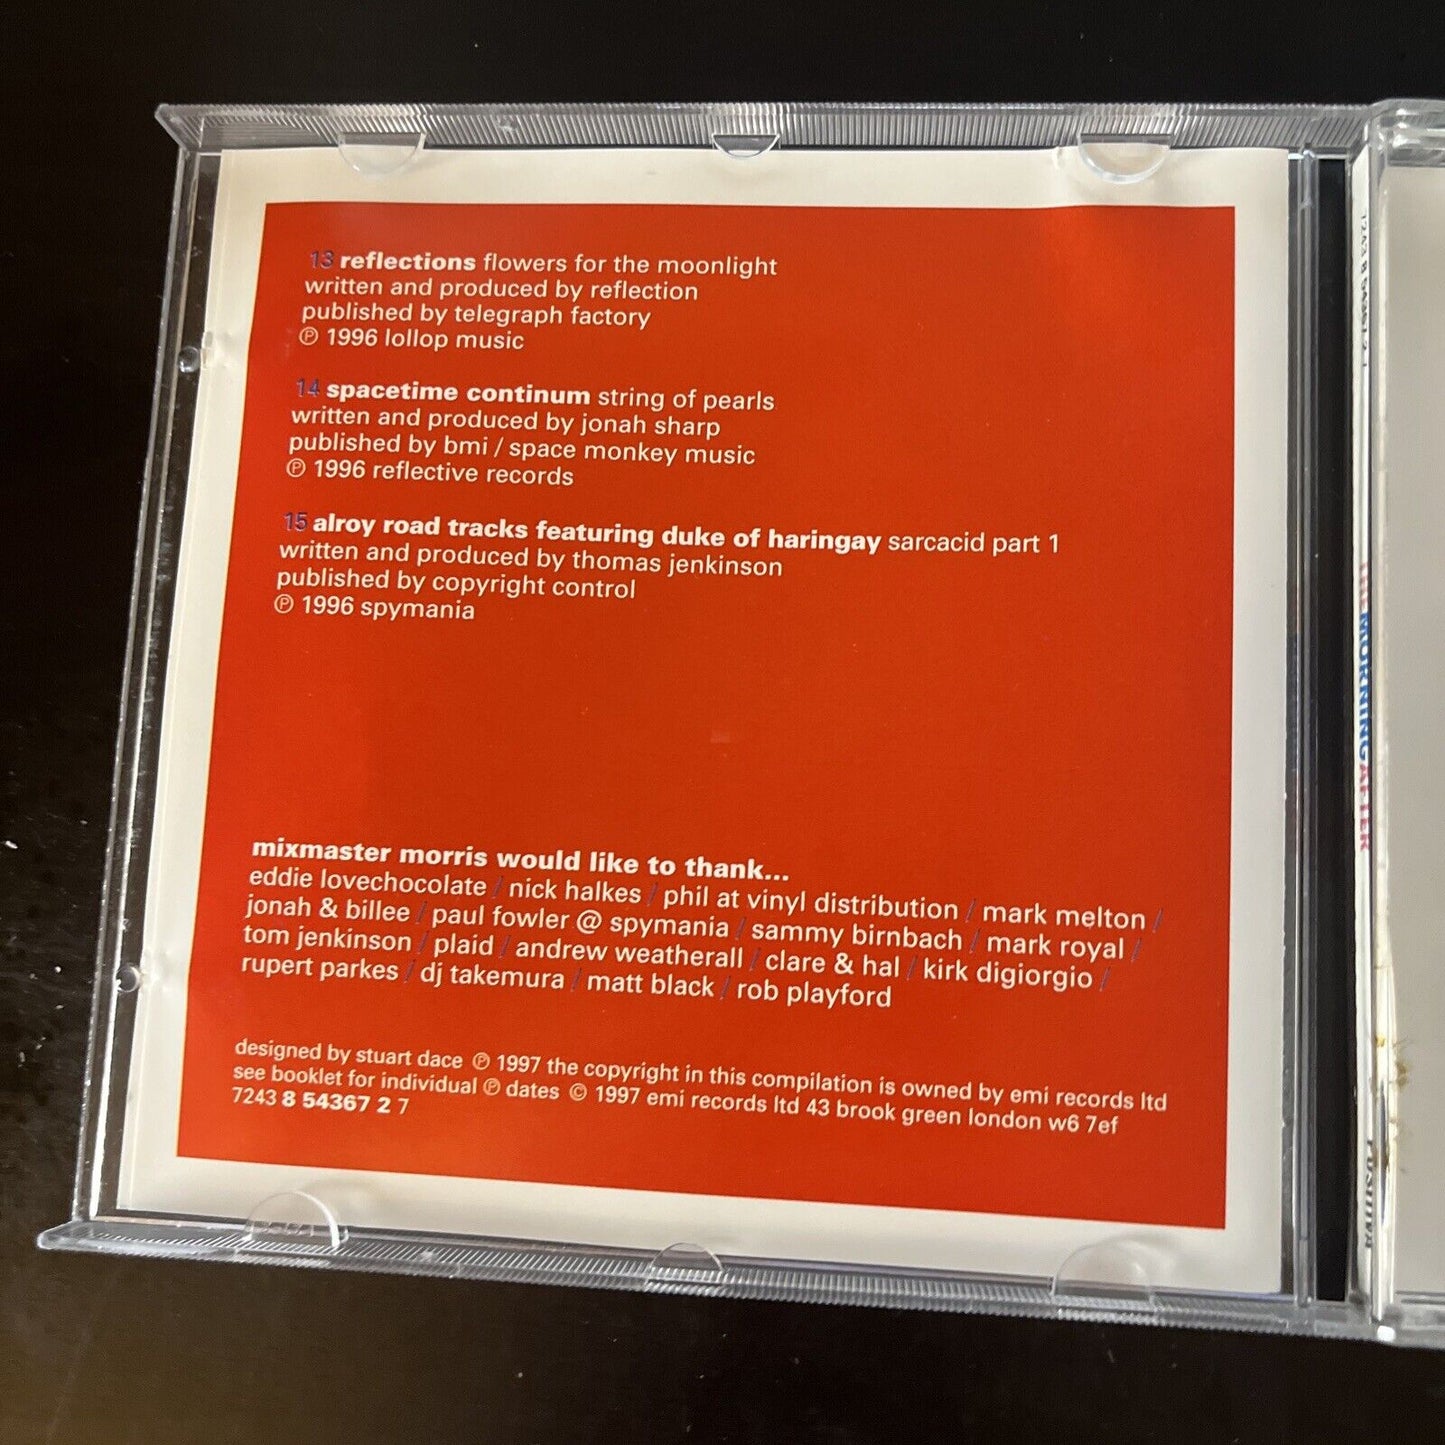 13 reflections flowers for the moonlight
written and produced by reflection
published by telegraph factory
℗ 1996 lollop music
14 spacetime continum string of pearls
written and produced by jonah sharp
published by bmi / space monkey music
℗ 1996 reflective records
15 alroy road tracks featuring duke of haringay sarcacid part 1
written and produced by thomas jenkinson
published by copyright control
℗ 1996 spymania
mixmaster morris would like to thank...
eddie lovechocolate / nick halkes / phil at vinyl distribution / mark melton /
jonah & billee / paul fowler @ spymania / sammy birnbach / mark royal /
tom jenkinson / plaid / andrew weatherall / clare & hal / kirk digiorgio /
rupert parkes / dj takemura / matt black / rob playford
designed by stuart dace ℗ 1997 the copyright in this compilation is owned by emi records ltd
see booklet for individual ℗ dates © 1997 emi records ltd 43 brook green london w6 7ef
7243 8 54367 2 7
THE MORNING AFTER